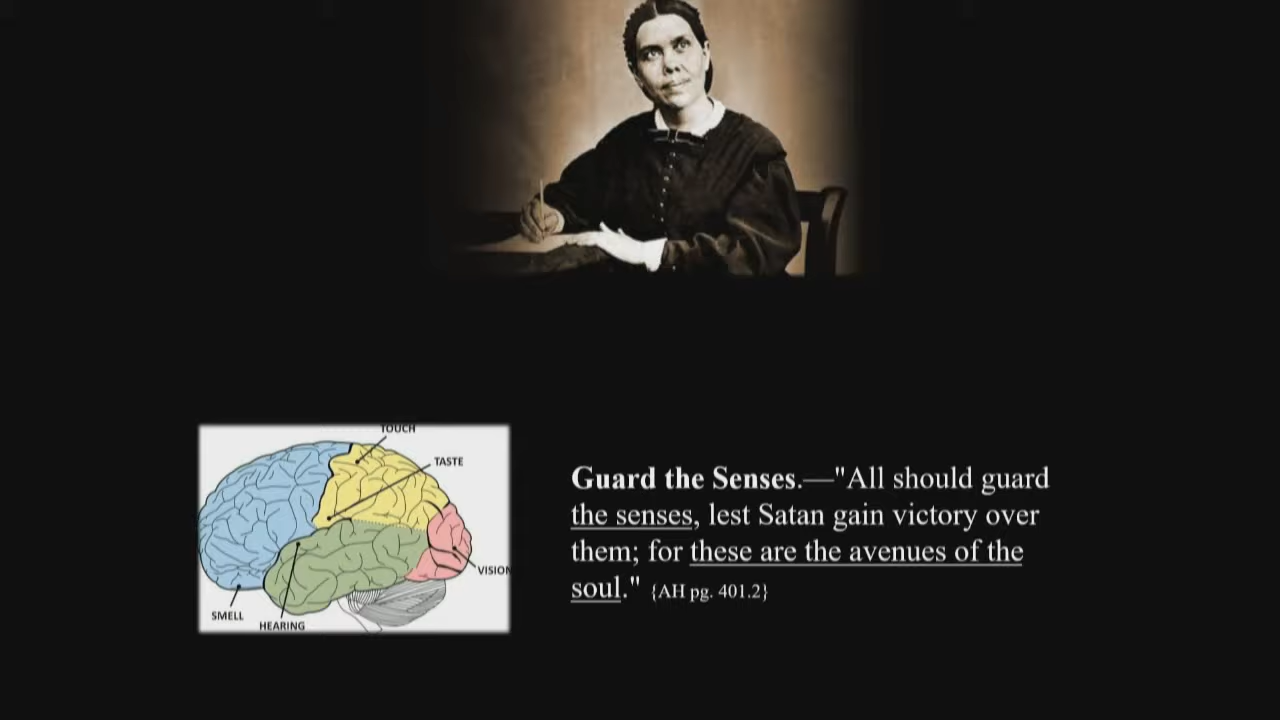 TOUCH
TASTE
VISION
SMELL
HEARING
Guard the Senses.—"All should guard
the senses, lest Satan gain victory over
them; for these are the avenues of the
soul." {AH pg. 401.2}